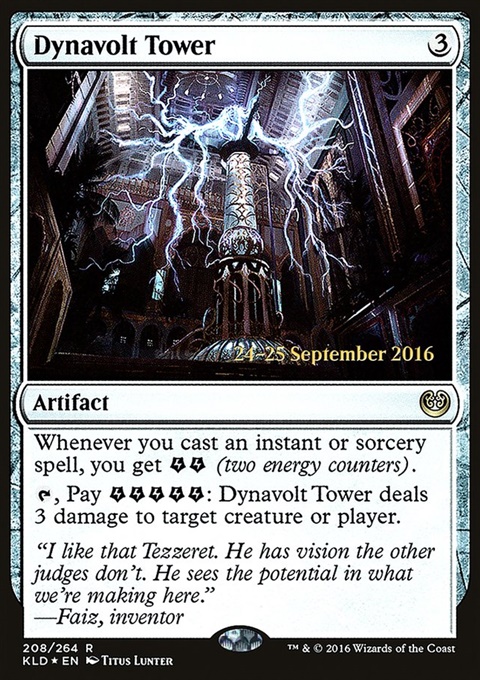 Dynavolt Tower 3
24–25 September 2016
Artifact
Whenever you cast an instant or sorcery
spell, you get (two energy counters).
, Pay : Dynavolt Tower deals
3 damage to target creature or player.
“I like that Tezzeret. He has vision the other
judges don’t. He sees the potential in what
we’re making here.”
—Faiz, inventor
208/264 R
KLD ★ EN Titus Lunter
™ & © 2016 Wizards of the Coast